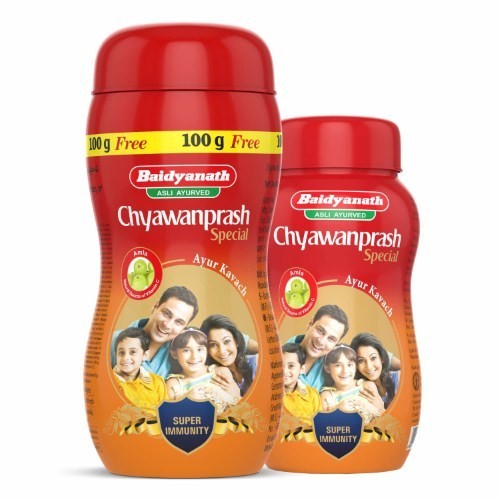 100 g Free
100 g Free
Baidyanath
ASLI AYURVED
Chyawanprash
Special
Amla
Ayur Kavach
SUPER
IMMUNITY
Baidyanath
ASLI AYURVED
Chyawanprash
Special
Amla
Ayur Kavach
SUPER
IMMUNITY